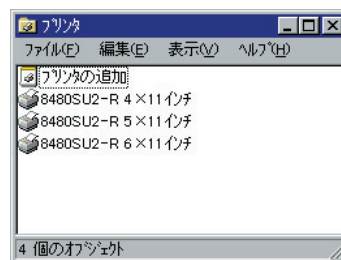 プリンタ
ファイル(F) 編集(E) 表示(V) ヘルプ(H)
プリンタの追加
8480SU2-R 4×11インチ
8480SU2-R 5×11インチ
8480SU2-R 6×11インチ
4 個のオブジェクト